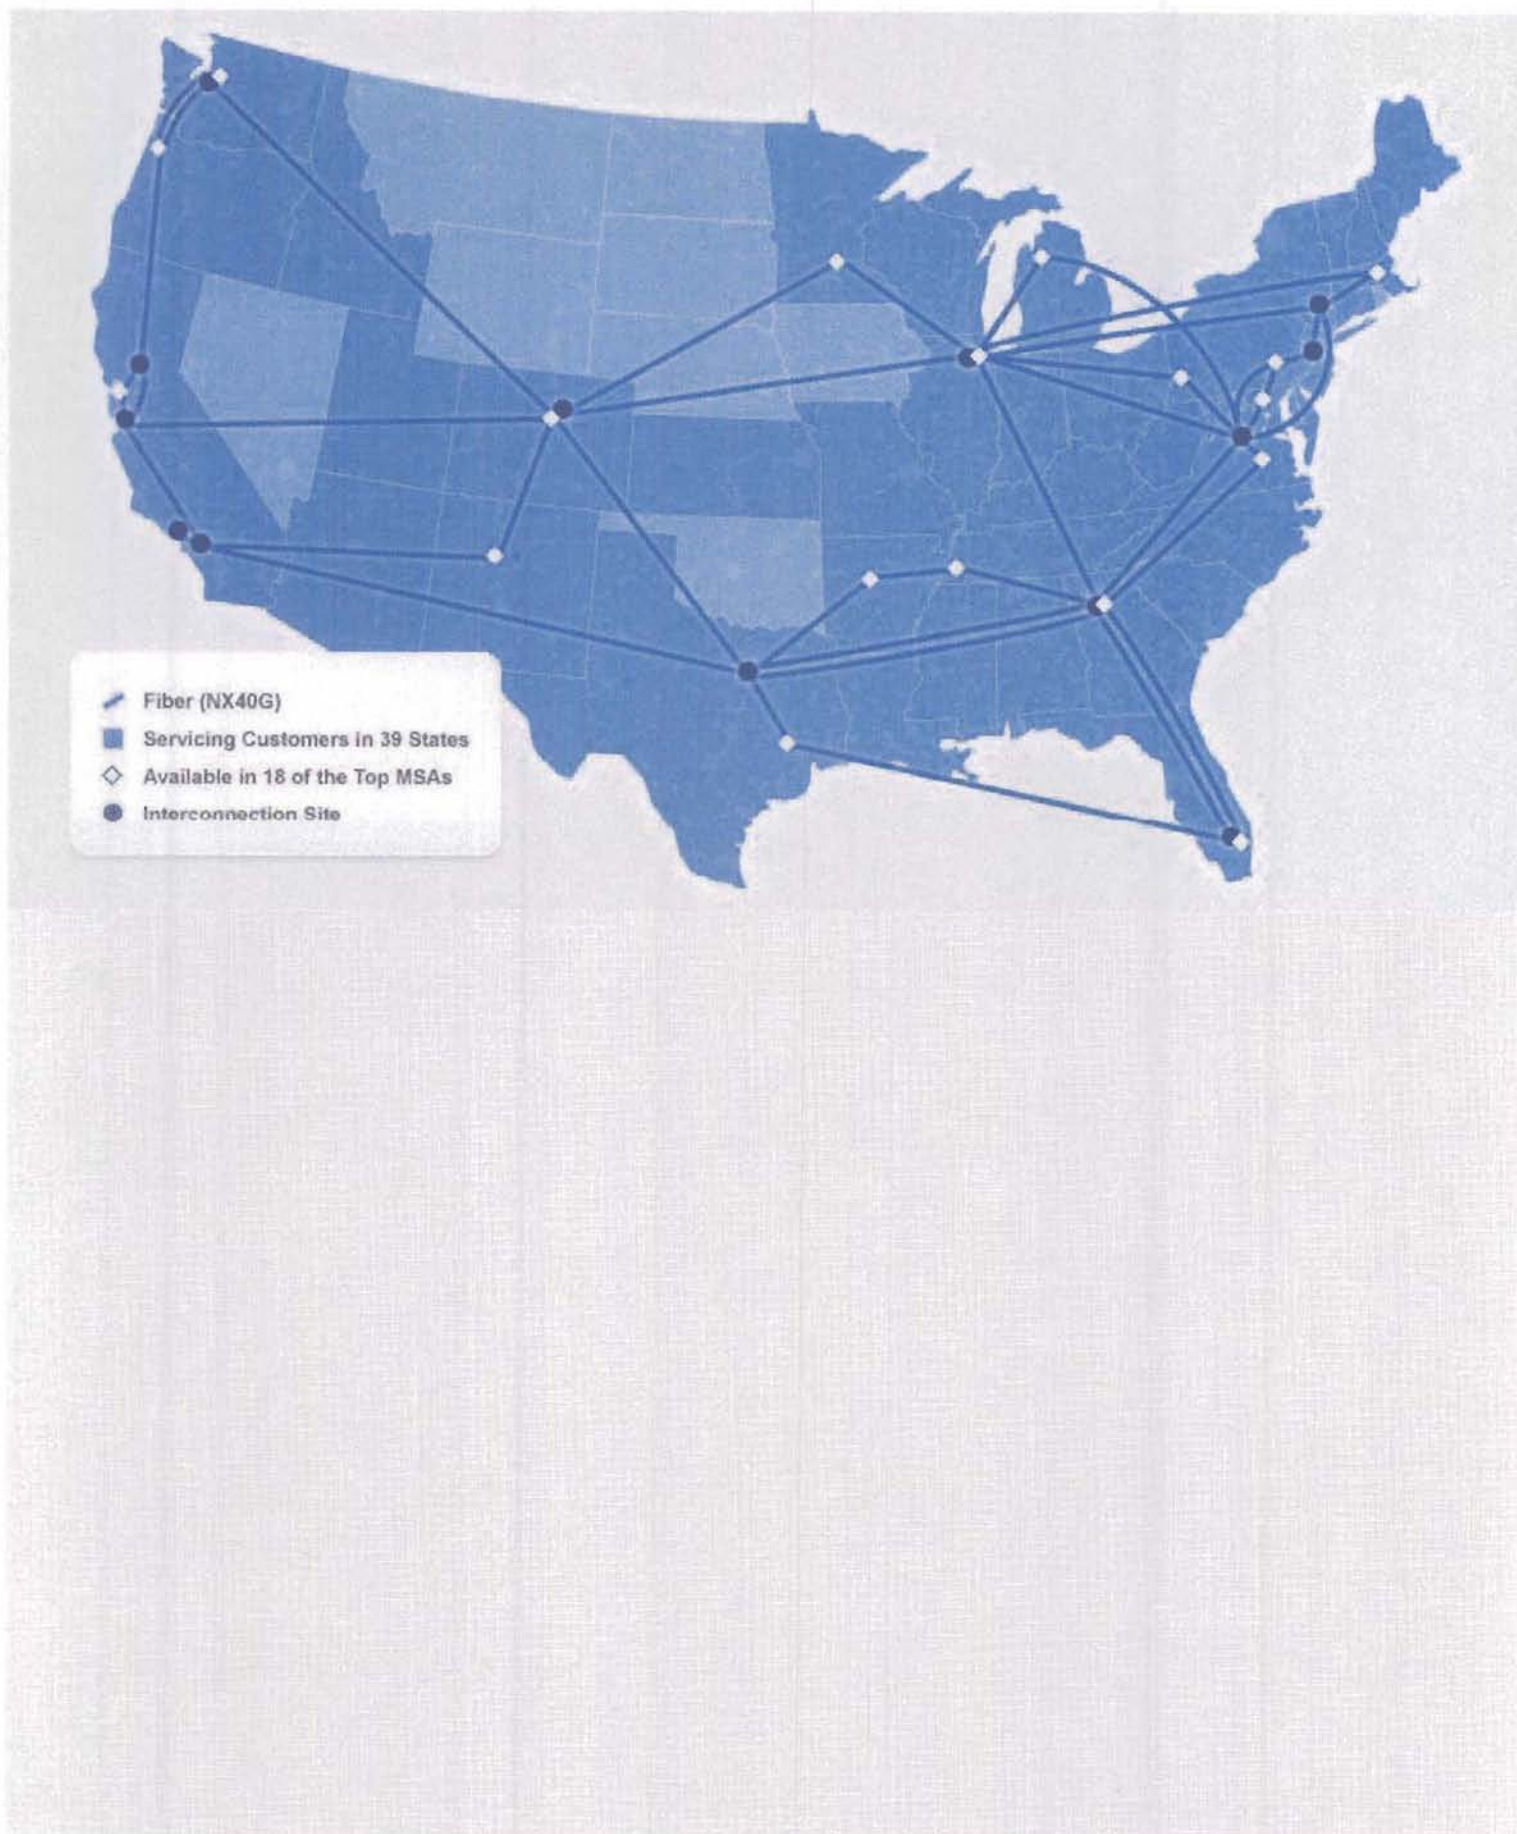 Fiber (NX40G)
Servicing Customers in 39 States
Available in 18 of the Top MSAs
Interconnection Site